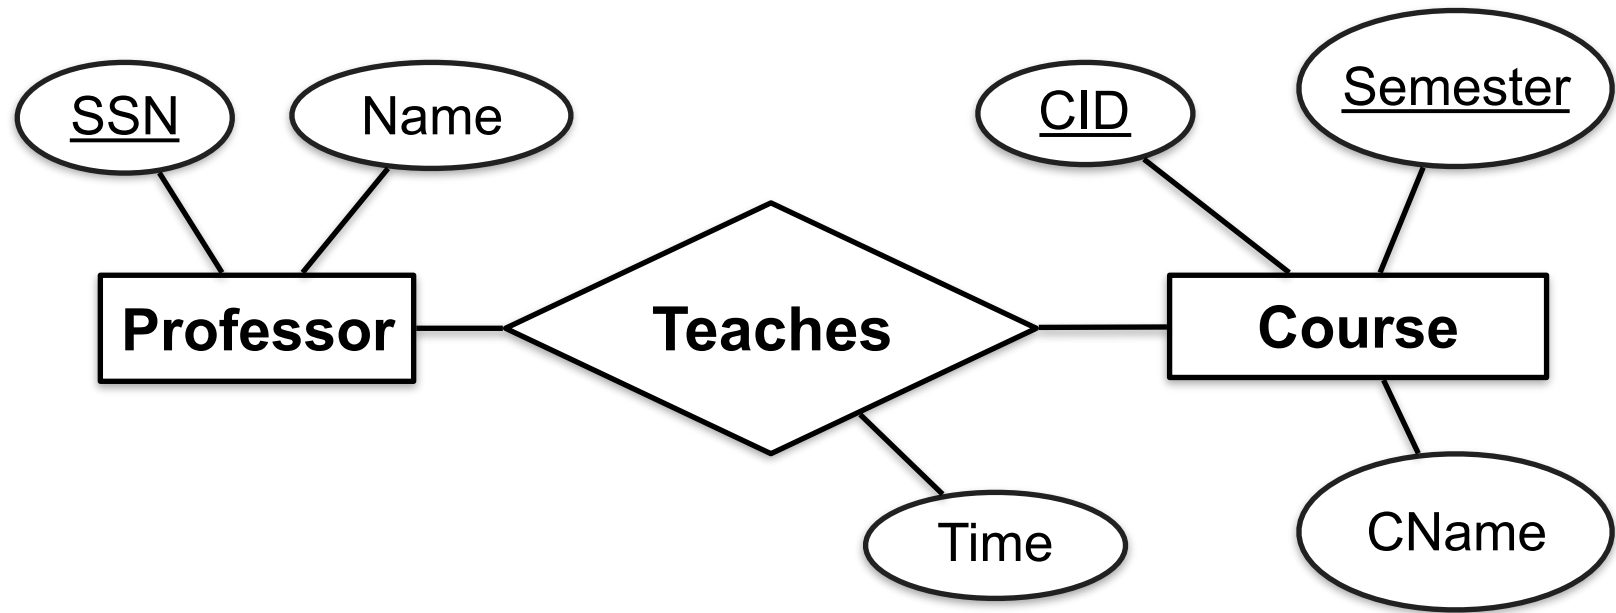 SSN
Name
CID
Semester
Professor
Teaches
Course
Time
CName